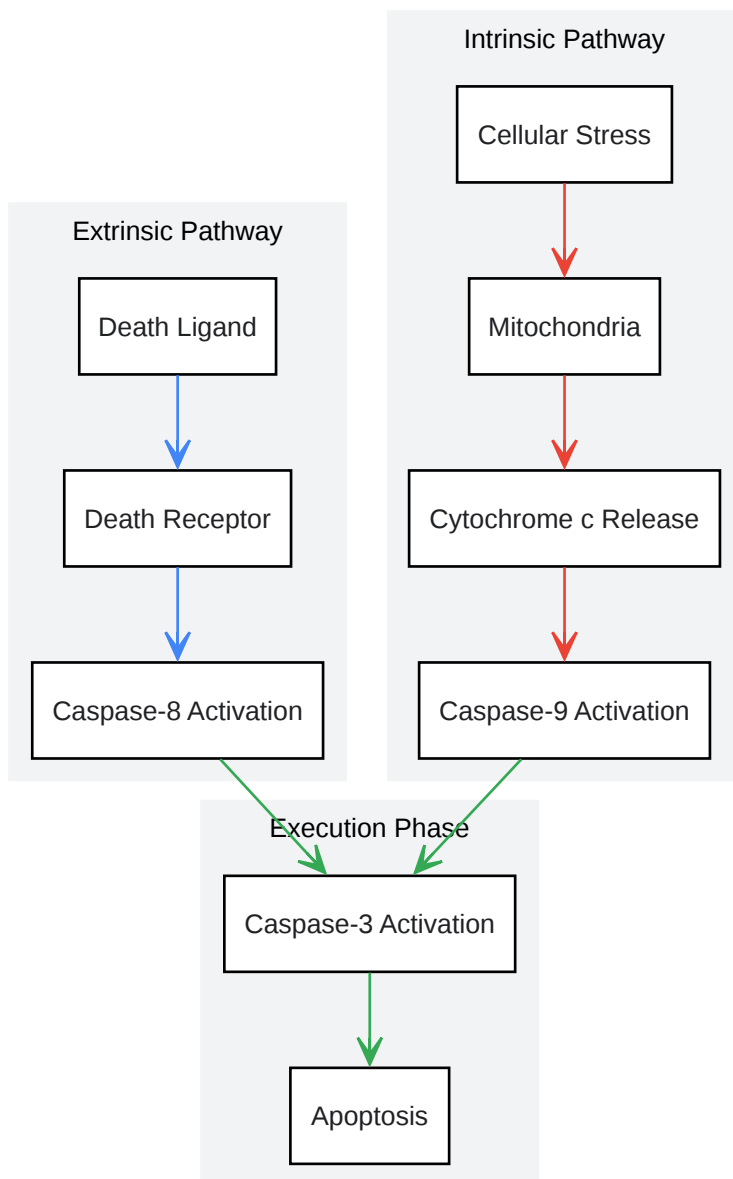 Intrinsic Pathway
Cellular Stress
Extrinsic Pathway
Death Ligand
Mitochondria
Death Receptor
Cytochrome c Release
Caspase-8 Activation
Caspase-9 Activation
Execution Phase
Caspase-3 Activation
Apoptosis